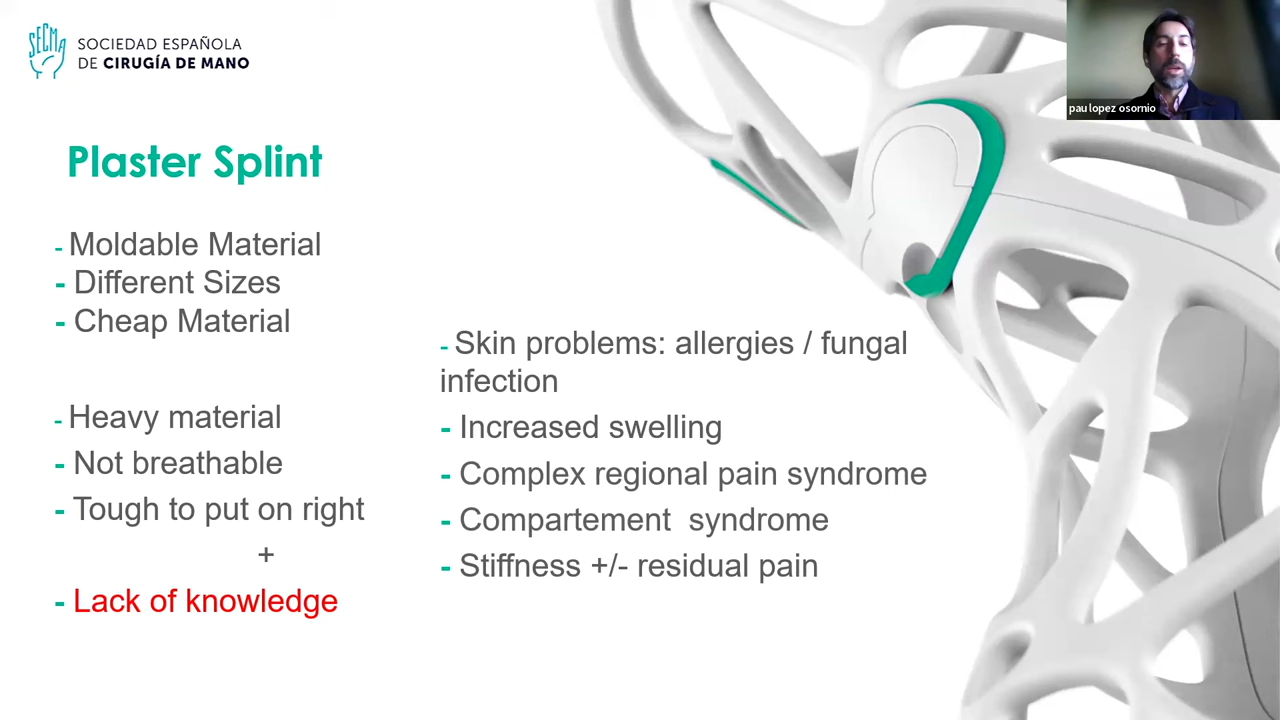 SECMA
SOCIEDAD ESPAÑOLA
DE CIRUGÍA DE MANO
pau lopez osornio
Plaster Splint
- Moldable Material
- Different Sizes
- Cheap Material
- Heavy material
- Not breathable
- Tough to put on right
+
- Lack of knowledge
- Skin problems: allergies / fungal
infection
- Increased swelling
- Complex regional pain syndrome
- Compartement  syndrome
- Stiffness +/- residual pain